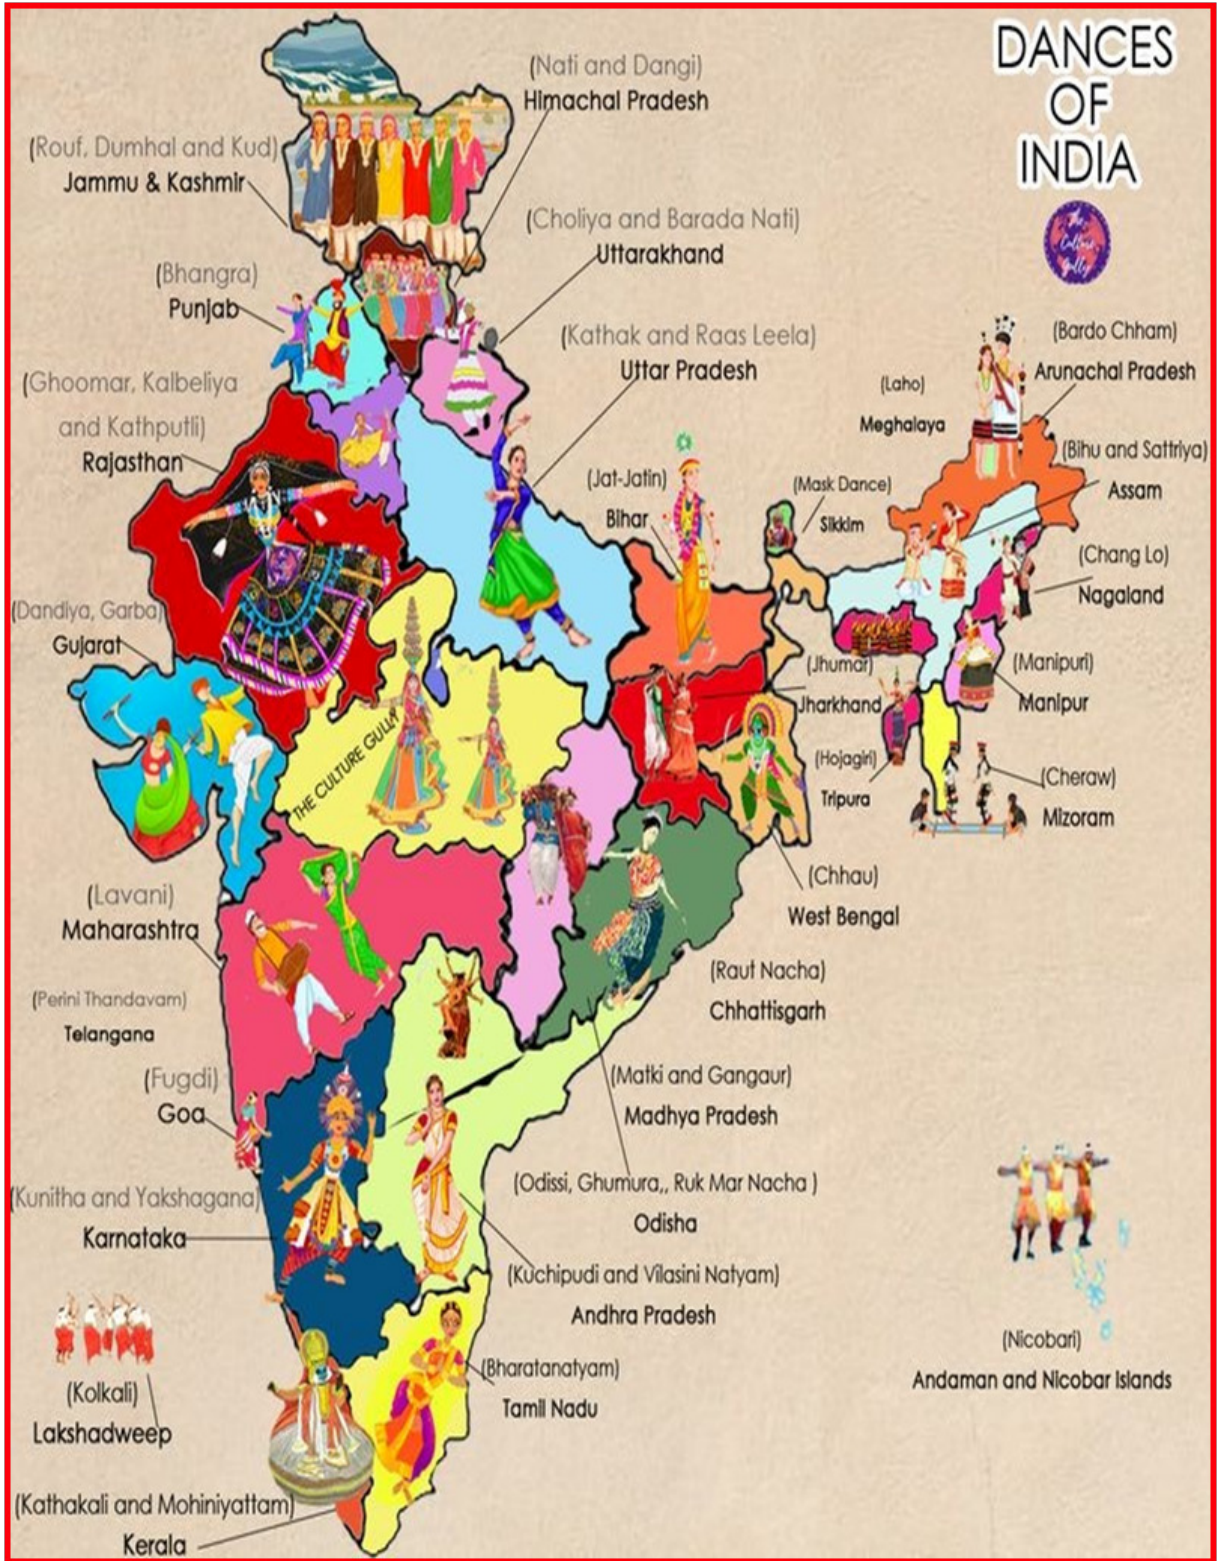 DANCES
OF
INDIA
The
Culture
Gully
(Nati and Dangi)
Himachal Pradesh
(Rouf, Dumhal and Kud)
Jammu & Kashmir
(Choliya and Barada Nati)
Uttarakhand
(Bhangra)
Punjab
(Kathak and Raas Leela)
Uttar Pradesh
(Bardo Chham)
Arunachal Pradesh
(Laho)
Meghalaya
(Ghoomar, Kalbeliya
and Kathputli)
Rajasthan
(Bihu and Sattriya)
Assam
(Jat-Jatin)
Bihar
(Mask Dance)
Sikkim
(Chang Lo)
Nagaland
(Dandiya, Garba)
Gujarat
(Jhumar)
Jharkhand
(Manipuri)
Manipur
THE CULTURE GULLY
(Hojagiri)
Tripura
(Cheraw)
Mizoram
(Chhau)
West Bengal
(Lavani)
Maharashtra
(Raut Nacha)
Chhattisgarh
(Perini Thandavam)
Telangana
(Fugdi)
Goa
(Matki and Gangaur)
Madhya Pradesh
(Odissi, Ghumura,, Ruk Mar Nacha )
Odisha
(Kunitha and Yakshagana)
Karnataka
(Kuchipudi and Vilasini Natyam)
Andhra Pradesh
(Nicobari)
Andaman and Nicobar Islands
(Bharatanatyam)
Tamil Nadu
(Kolkali)
Lakshadweep
(Kathakali and Mohiniyattam)
Kerala